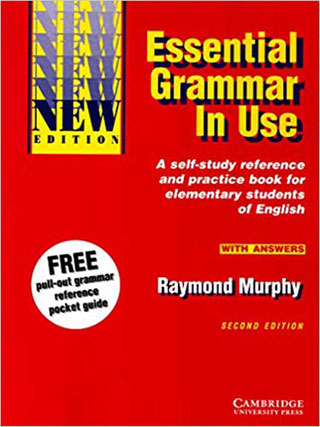 NEW
NEW
NEW
NEW
NEW
EDITION
Essential
Grammar
In Use
A self-study reference
and practice book for
elementary students
of English
WITH ANSWERS
Raymond Murphy
SECOND EDITION
FREE
pull-out grammar
reference
pocket guide
CAMBRIDGE
UNIVERSITY PRESS